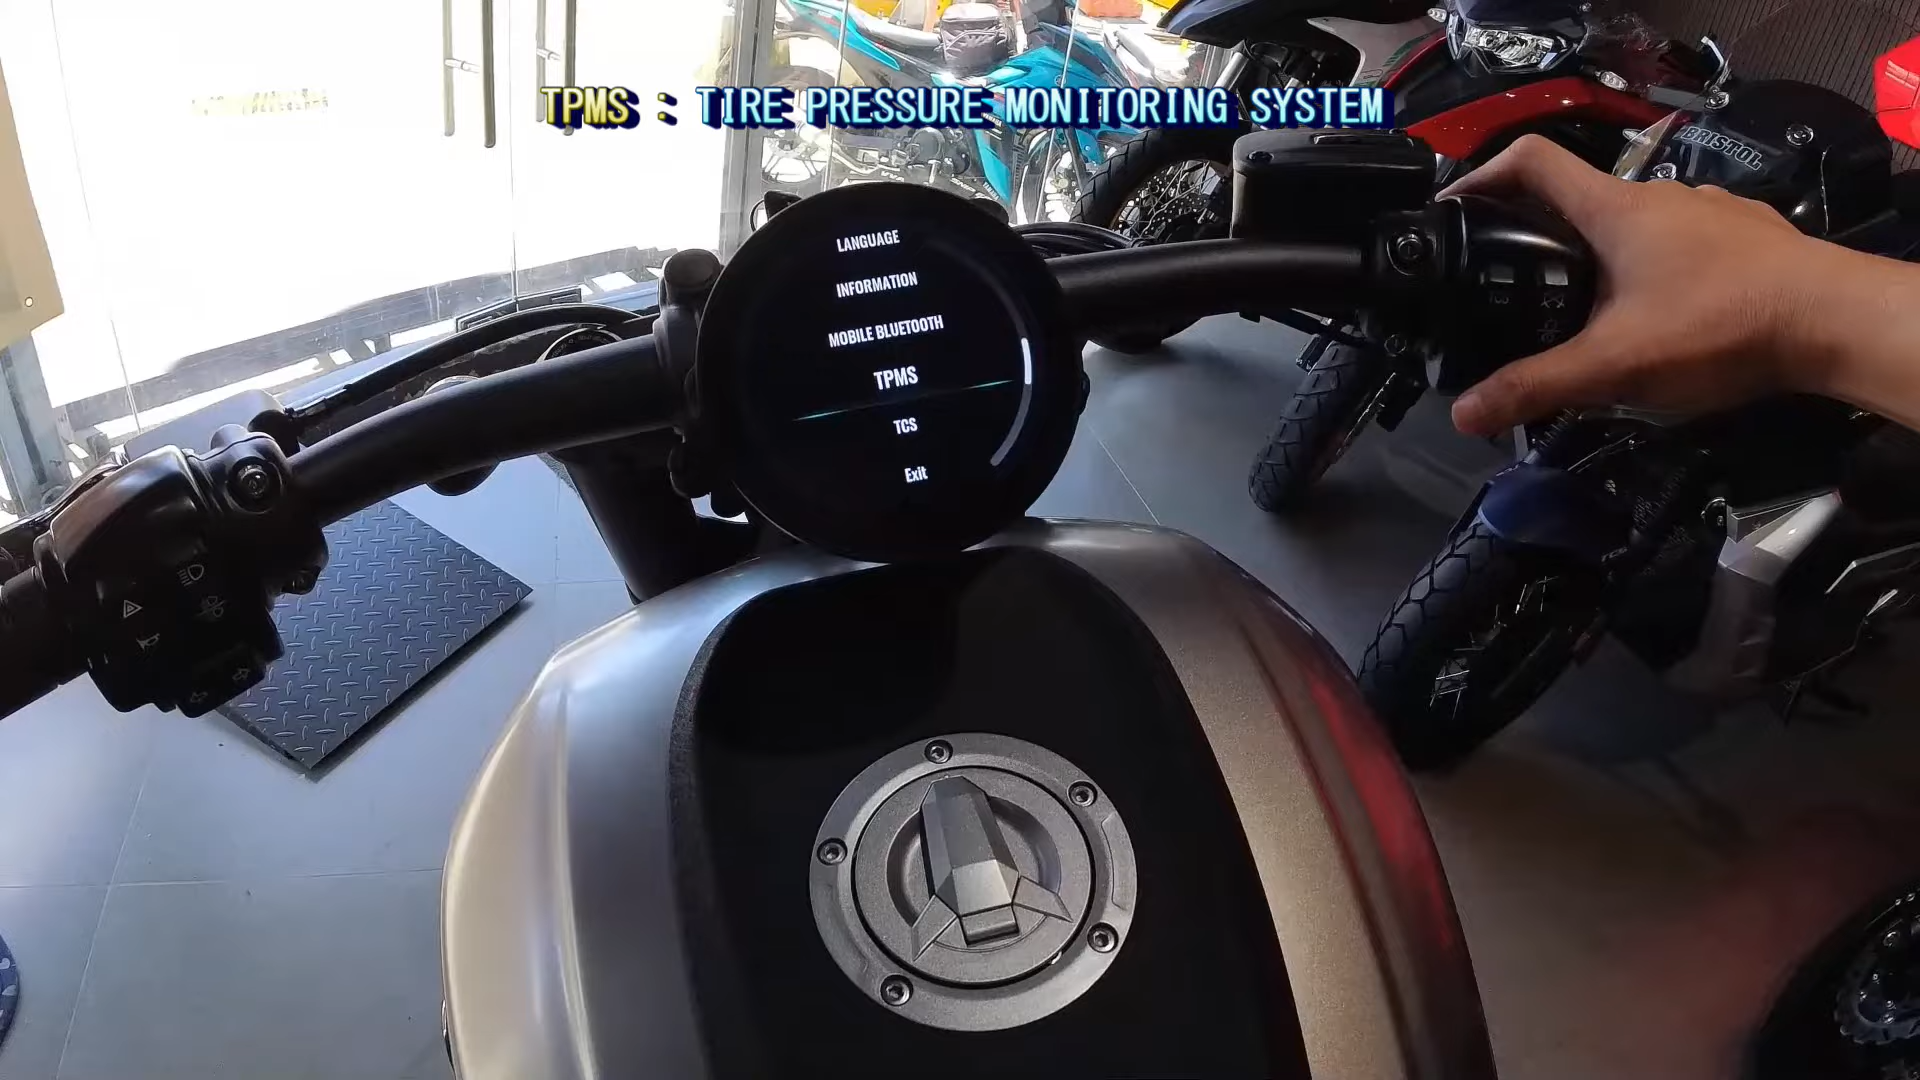 TPMS : TIRE PRESSURE MONITORING SYSTEM
BRISTOL
LANGUAGE
INFORMATION
MOBILE BLUETOOTH
TPMS
TCS
Exit